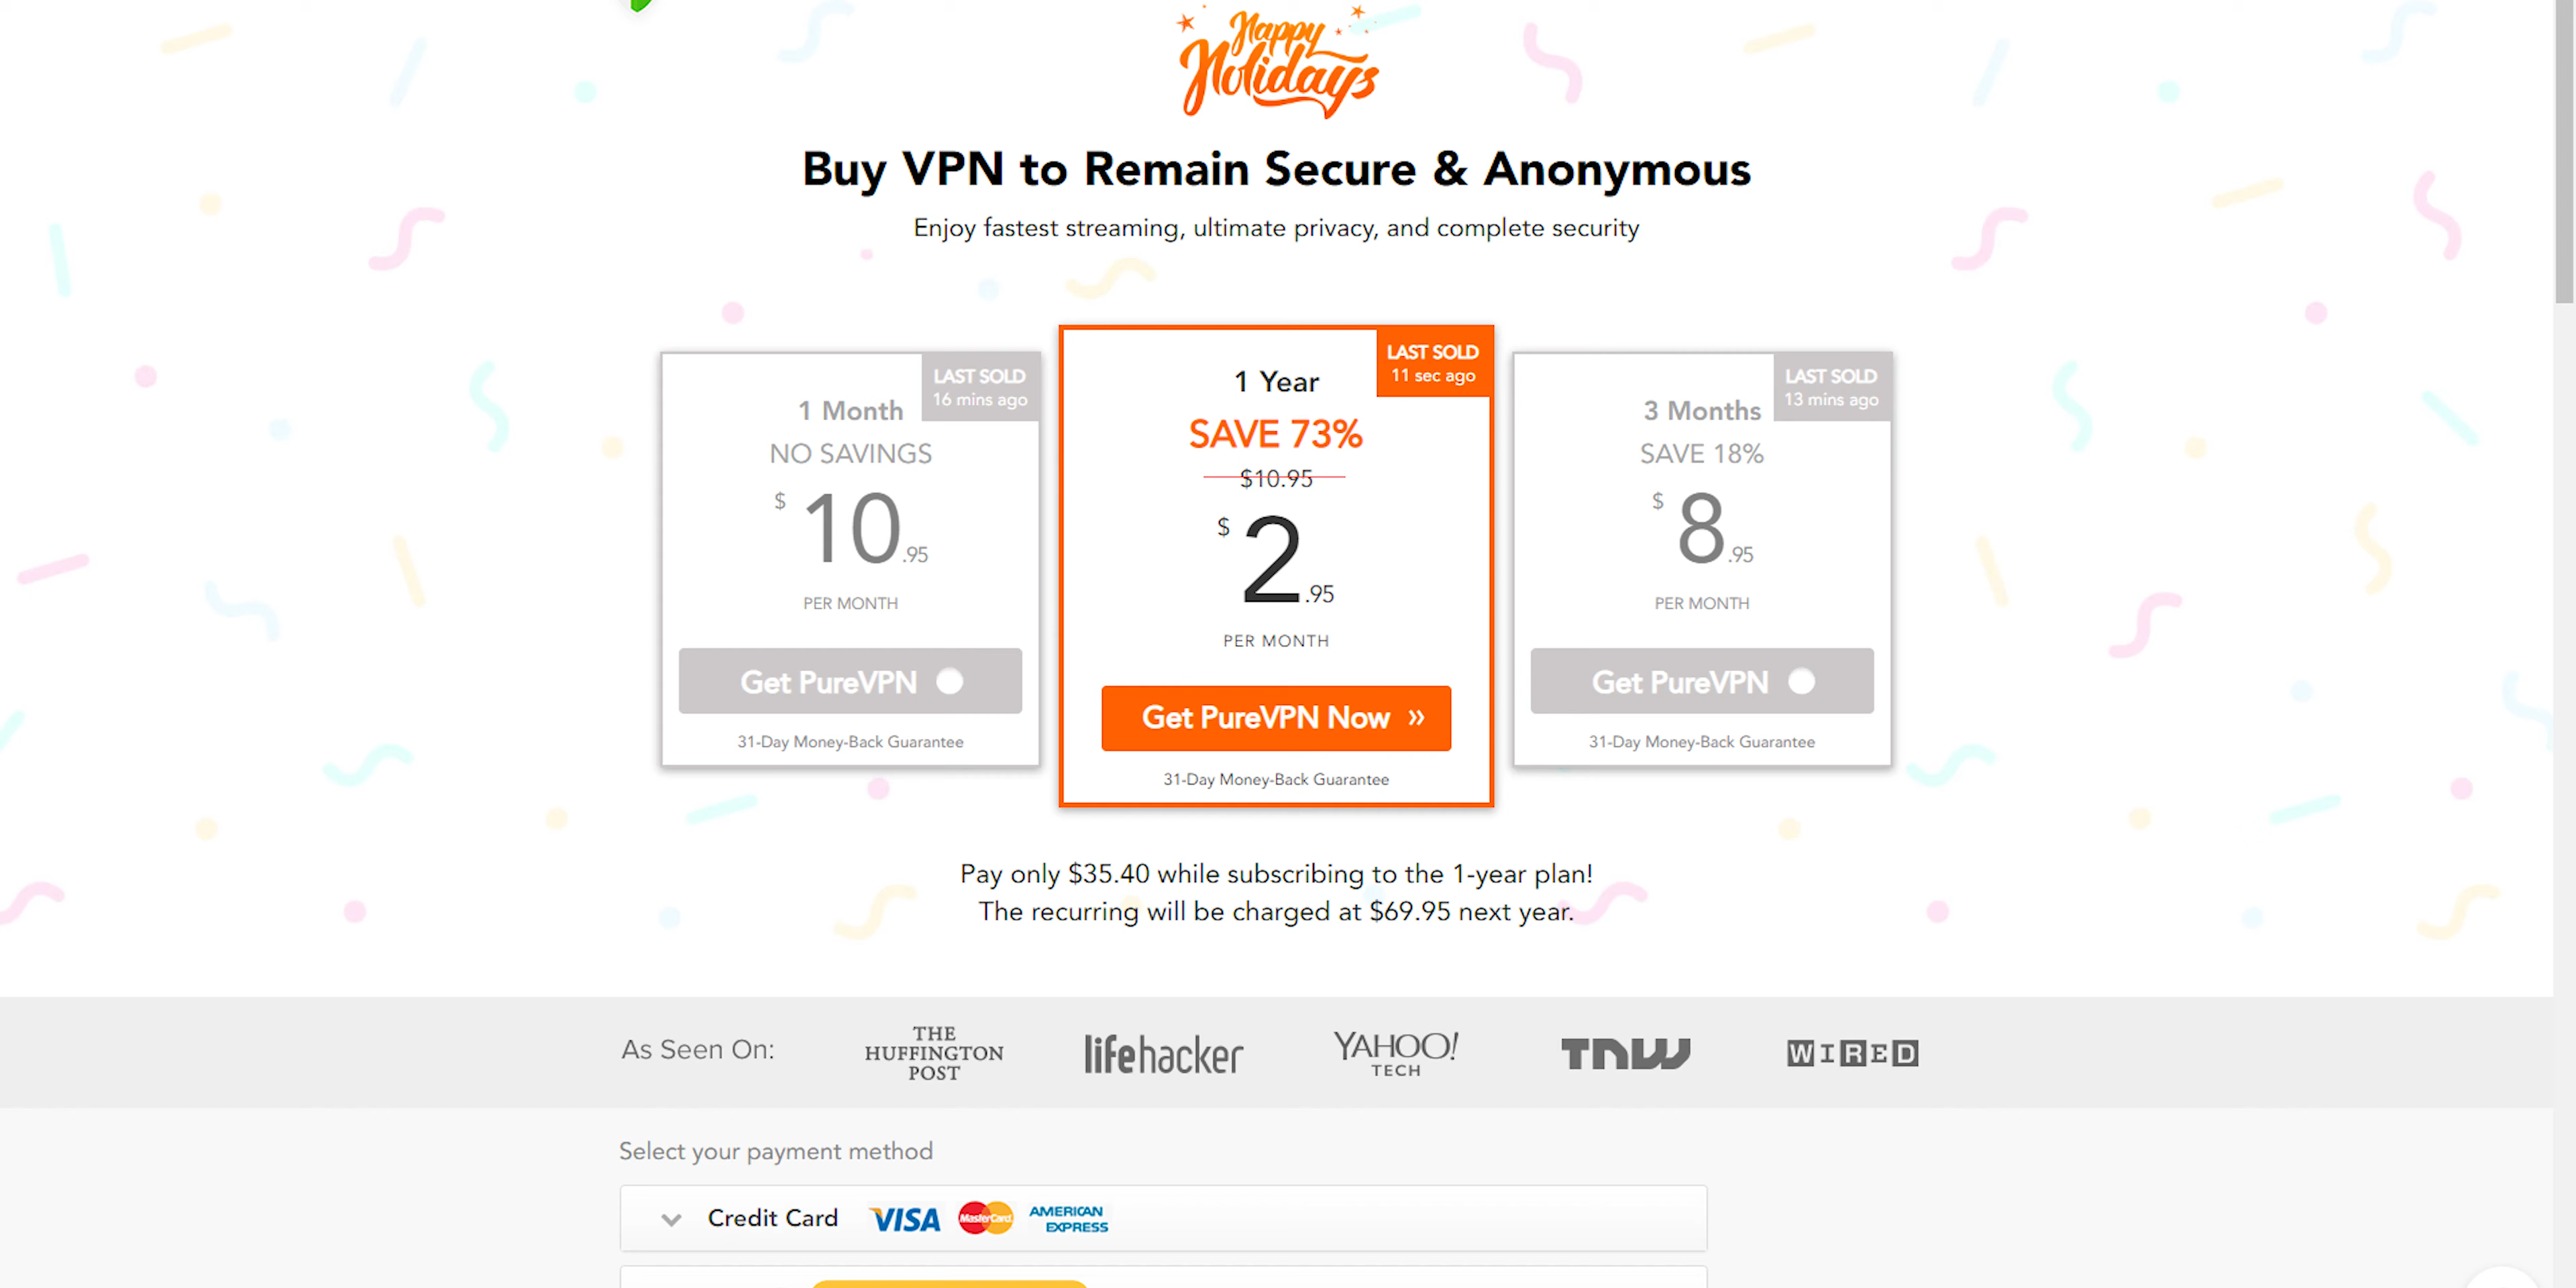 Happy
Holidays
Buy VPN to Remain Secure & Anonymous
Enjoy fastest streaming, ultimate privacy, and complete security
LAST SOLD
16 mins ago
1 Month
NO SAVINGS
$ 10.95
PER MONTH
Get PureVPN
31-Day Money-Back Guarantee
LAST SOLD
11 sec ago
1 Year
SAVE 73%
$10.95
$ 2.95
PER MONTH
Get PureVPN Now »
31-Day Money-Back Guarantee
LAST SOLD
13 mins ago
3 Months
SAVE 18%
$ 8.95
PER MONTH
Get PureVPN
31-Day Money-Back Guarantee
Pay only $35.40 while subscribing to the 1-year plan!
The recurring will be charged at $69.95 next year.
As Seen On:
THE
HUFFINGTON
POST
lifehacker
YAHOO!
TECH
TNW
WIRED
Select your payment method
Credit Card VISA MasterCard AMERICAN
EXPRESS